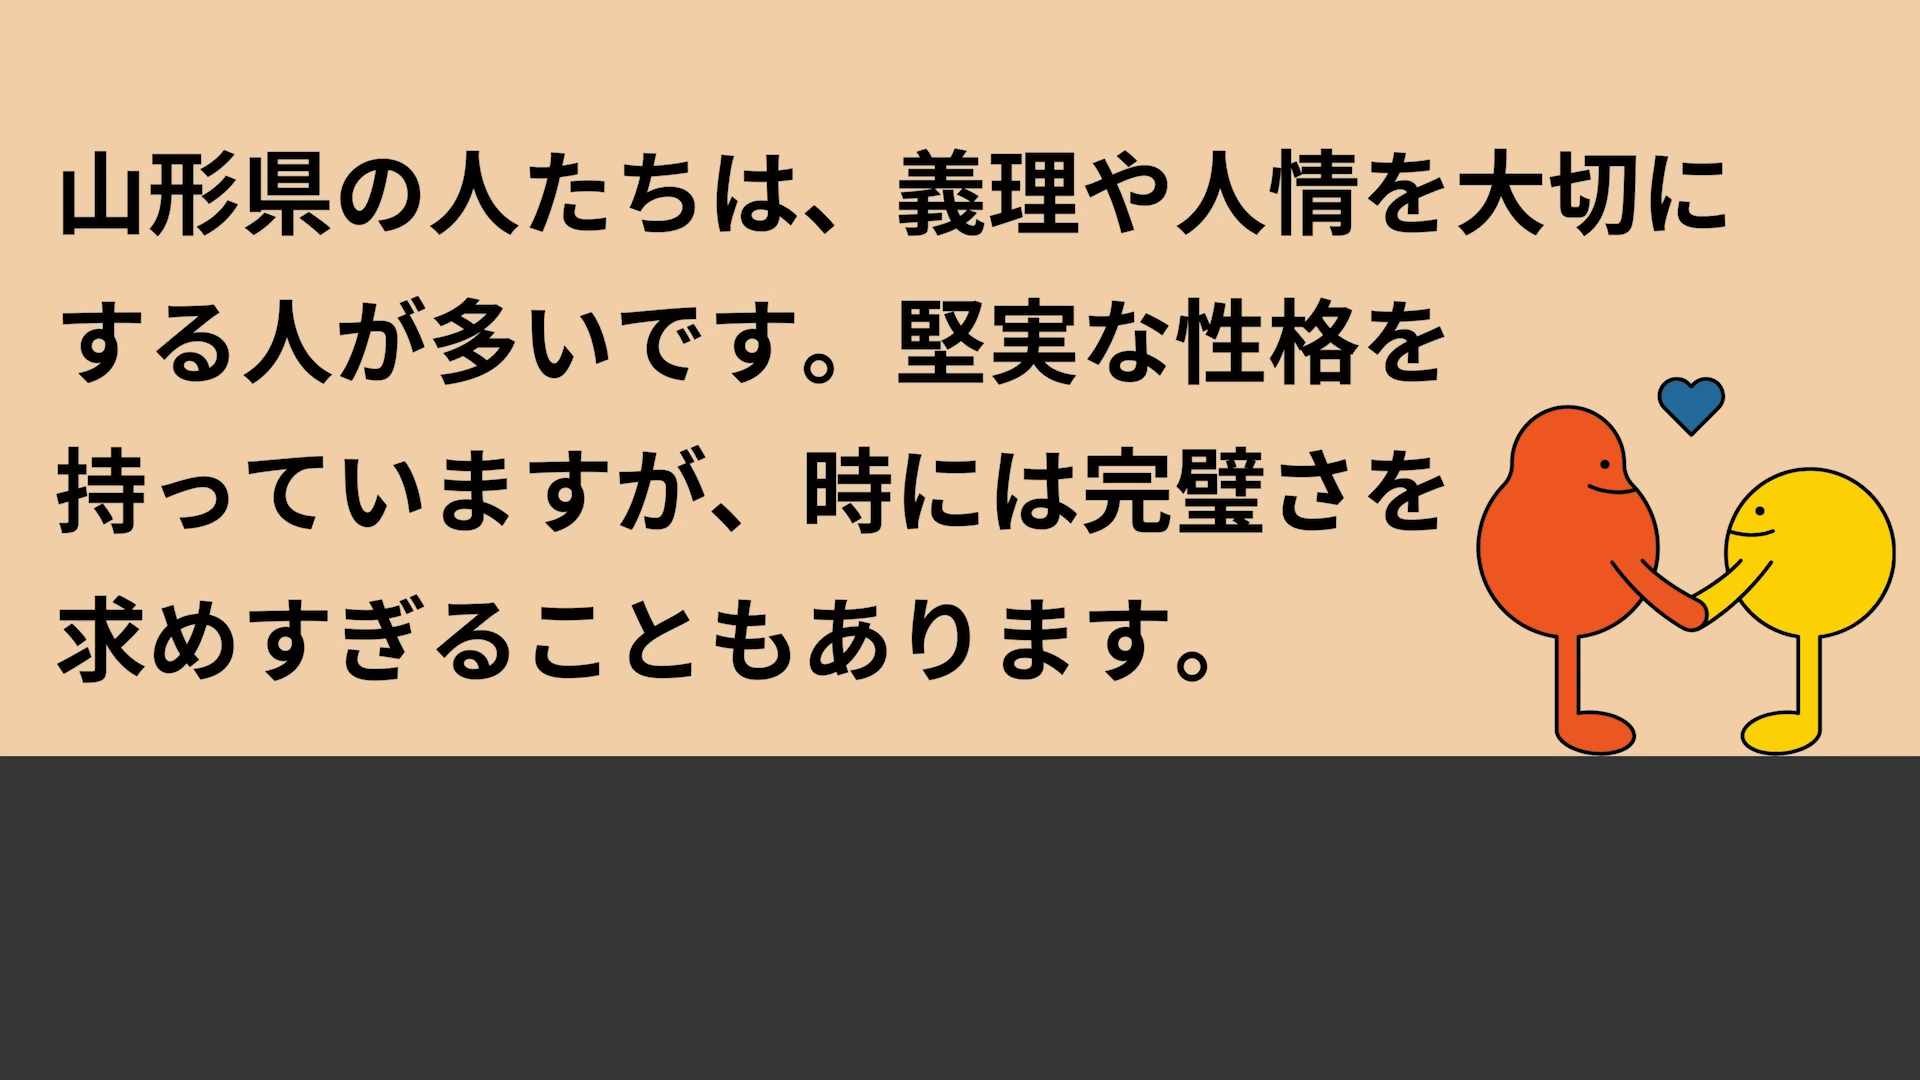 山形県の人たちは、義理や人情を大切に
する人が多いです。堅実な性格を
持っていますが、時には完璧さを
求めすぎることもあります。